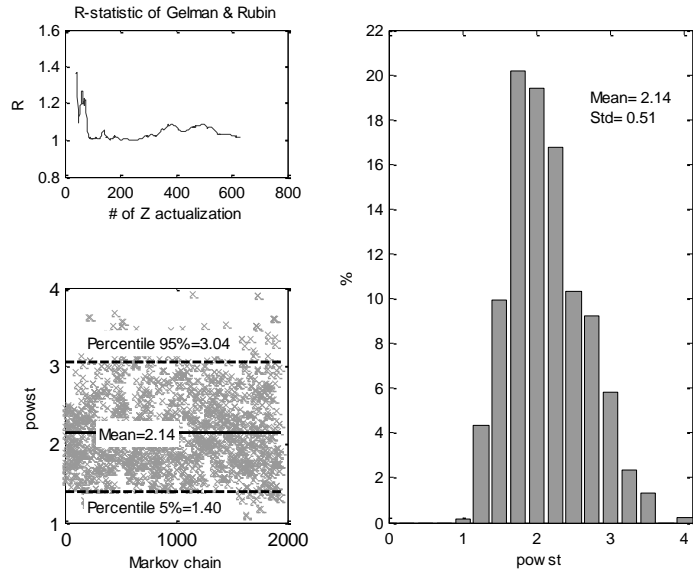 R-statistic of Gelman & Rubin
1.6
1.4
1.2
1
0.8
R
0 200 400 600 800
# of Z actualization
4
3
2
1
powst
Percentile 95%=3.04
Mean=2.14
Percentile 5%=1.40
0 1000 2000
Markov chain
22
20
18
16
14
12
10
8
6
4
2
0
%
Mean= 2.14
Std= 0.51
0 1 2 3 4
powst